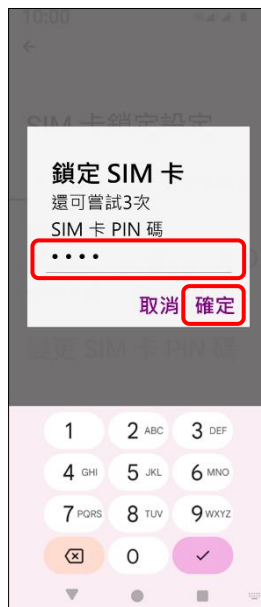 10:00
SIM 卡鎖定設定
鎖定 SIM 卡
還可嘗試3次
SIM 卡 PIN 碼
••••
取消 確定
變更 SIM 卡 PIN 碼
1 2 ABC 3 DEF
4 GHI 5 JKL 6 MNO
7 PQRS 8 TUV 9 WXYZ
0